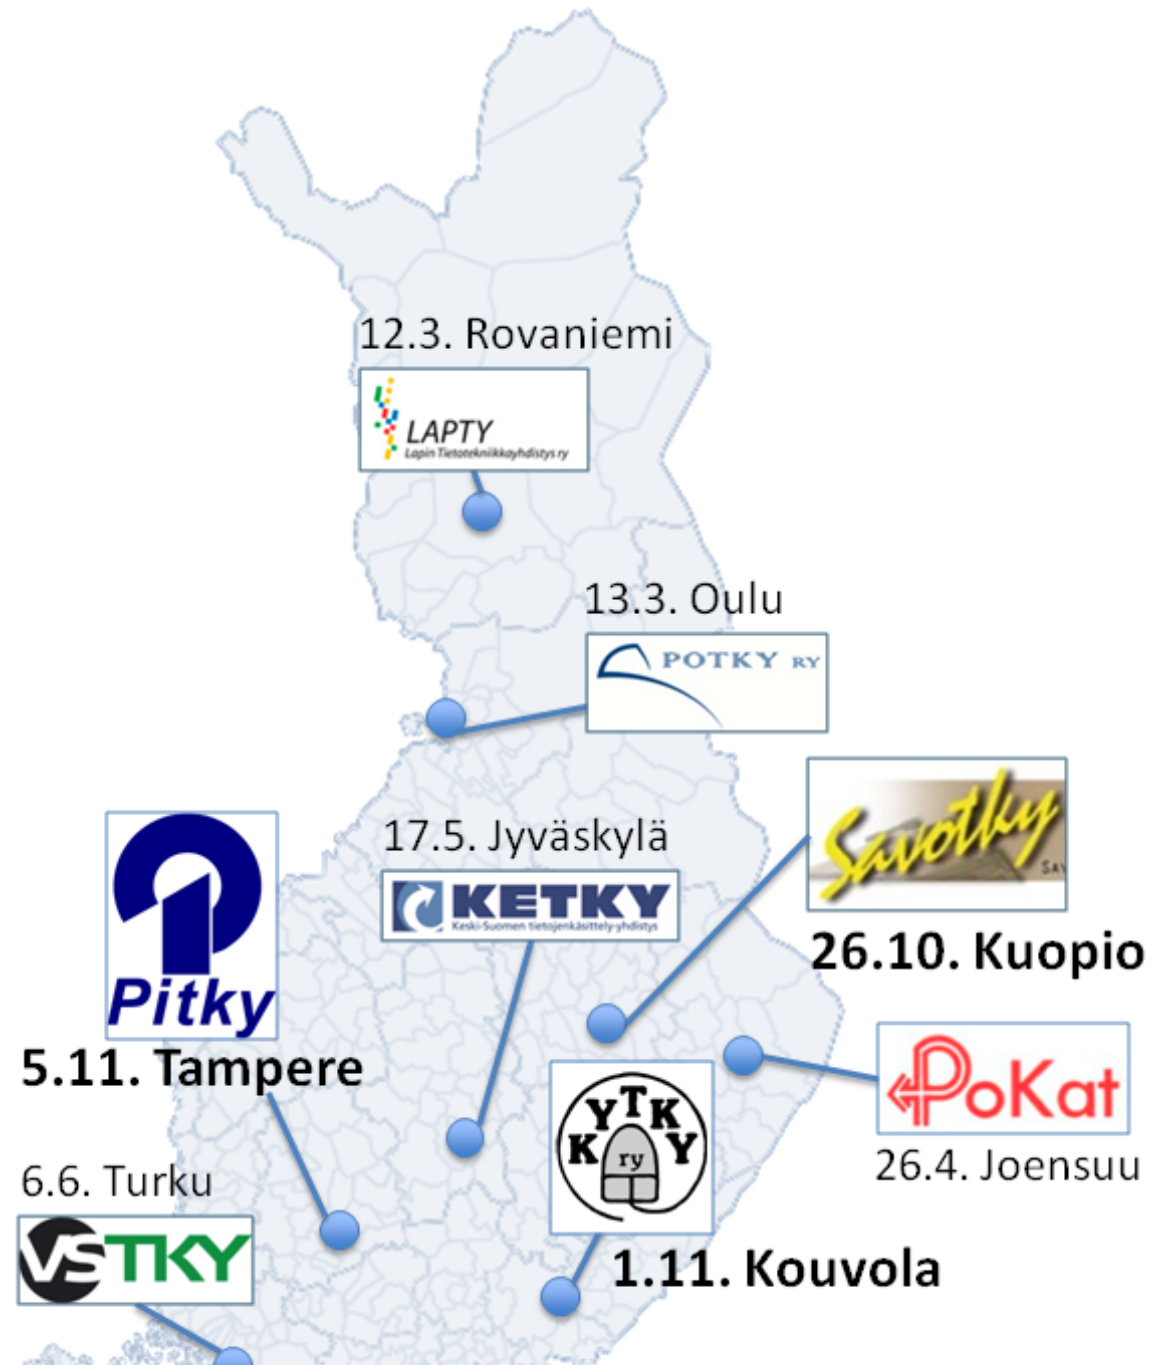 12.3. Rovaniemi
LAPTY
Lapin Tietotekniikkayhdistys ry
13.3. Oulu
POTKY RY
Savotky
SAV
26.10. Kuopio
17.5. Jyväskylä
KETKY
Keski-Suomen tietojenkäsittely-yhdistys
Pitky
5.11. Tampere
PoKat
26.4. Joensuu
KYTKY
ry
1.11. Kouvola
6.6. Turku
VSTKY